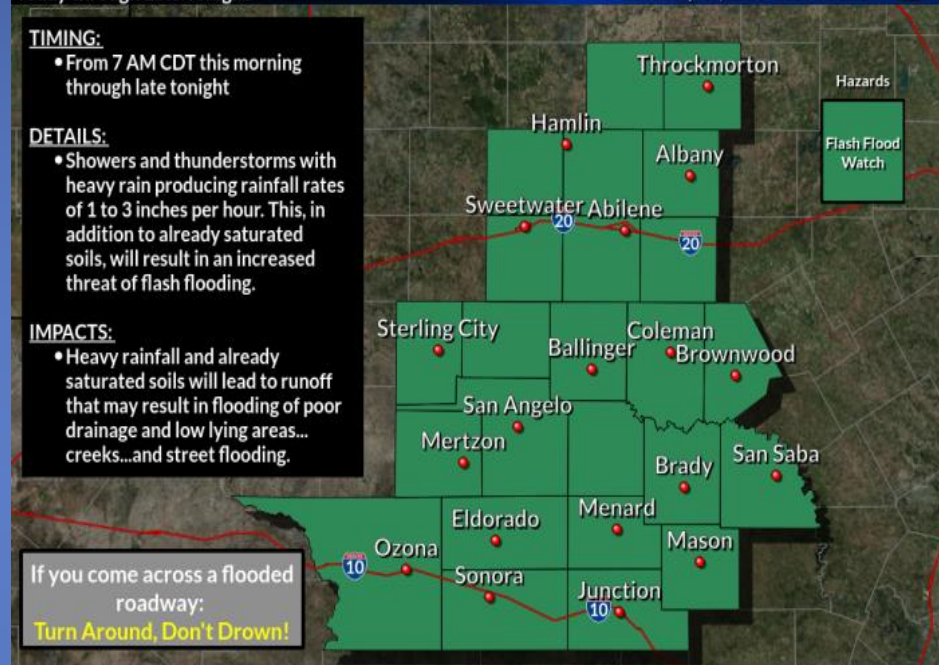 TIMING:
• From 7 AM CDT this morning
through late tonight
DETAILS:
• Showers and thunderstorms with
heavy rain producing rainfall rates
of 1 to 3 inches per hour. This, in
addition to already saturated
soils, will result in an increased
threat of flash flooding.
IMPACTS:
• Heavy rainfall and already
saturated soils will lead to runoff
that may result in flooding of poor
drainage and low lying areas...
creeks...and street flooding.
If you come across a flooded
roadway:
Turn Around, Don't Drown!
Hazards
Flash Flood
Watch
Throckmorton
Hamlin
Albany
Sweetwater
20
Abilene
20
Sterling City
Ballinger
Coleman
Brownwood
San Angelo
Mertzon
Brady
San Saba
Eldorado
Menard
Mason
10
Ozona
Sonora
10
Junction